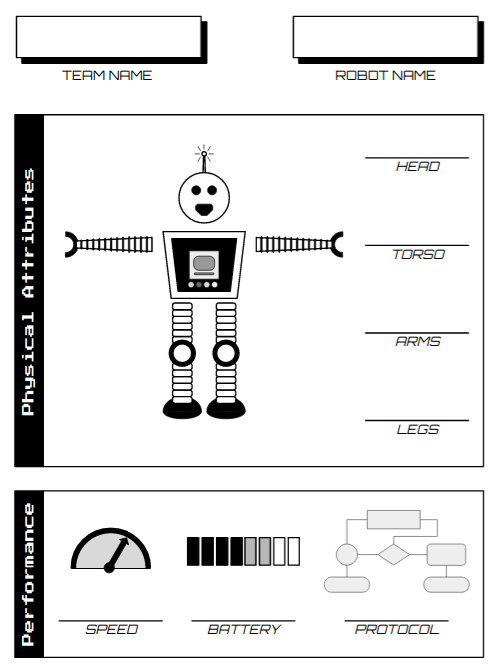 TEAM NAME
ROBOT NAME
Physical Attributes
HEAD
TORSO
ARMS
LEGS
Performance
SPEED
BATTERY
PROTOCOL